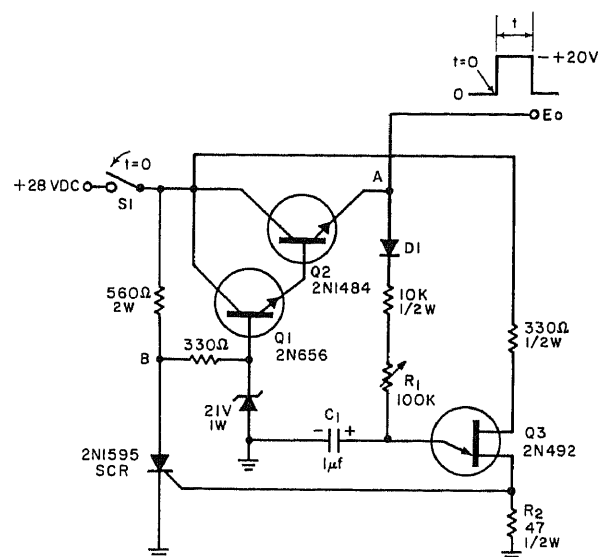 t
t=0
+20V
0
Eo
t=0
+28 VDC
S1
A
D1
Q2
2N1484
560Ω
2W
10K
1/2W
330Ω
1/2W
B
330Ω
Q1
2N656
R1
100K
21V
1W
C1
- +
1µf
Q3
2N492
2N1595
SCR
R2
47
1/2W